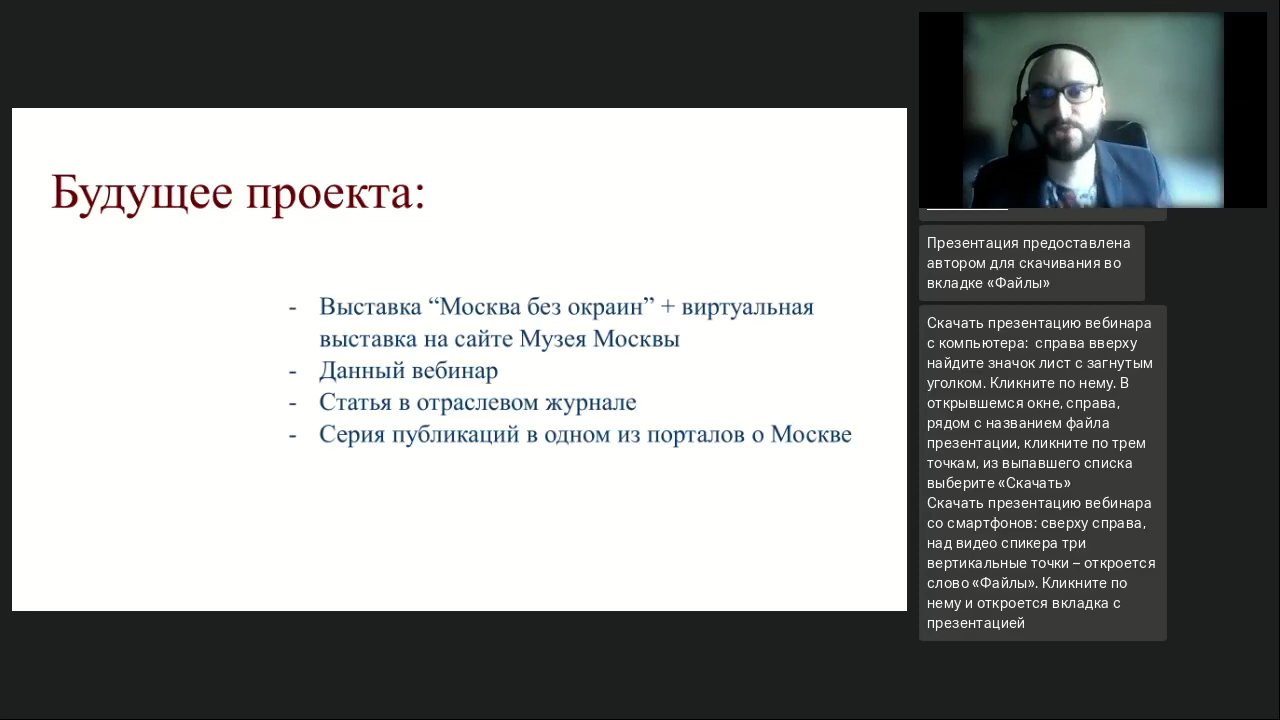 Будущее проекта:
- Выставка “Москва без окраин” + виртуальная
выставка на сайте Музея Москвы
- Данный вебинар
- Статья в отраслевом журнале
- Серия публикаций в одном из порталов о Москве
Презентация предоставлена
автором для скачивания во
вкладке «Файлы»
Скачать презентацию вебинара
с компьютера:  справа вверху
найдите значок лист с загнутым
уголком. Кликните по нему. В
открывшемся окне, справа,
рядом с названием файла
презентации, кликните по трем
точкам, из выпавшего списка
выберите «Скачать»
Скачать презентацию вебинара
со смартфонов: сверху справа,
над видео спикера три
вертикальные точки – откроется
слово «Файлы». Кликните по
нему и откроется вкладка с
презентацией